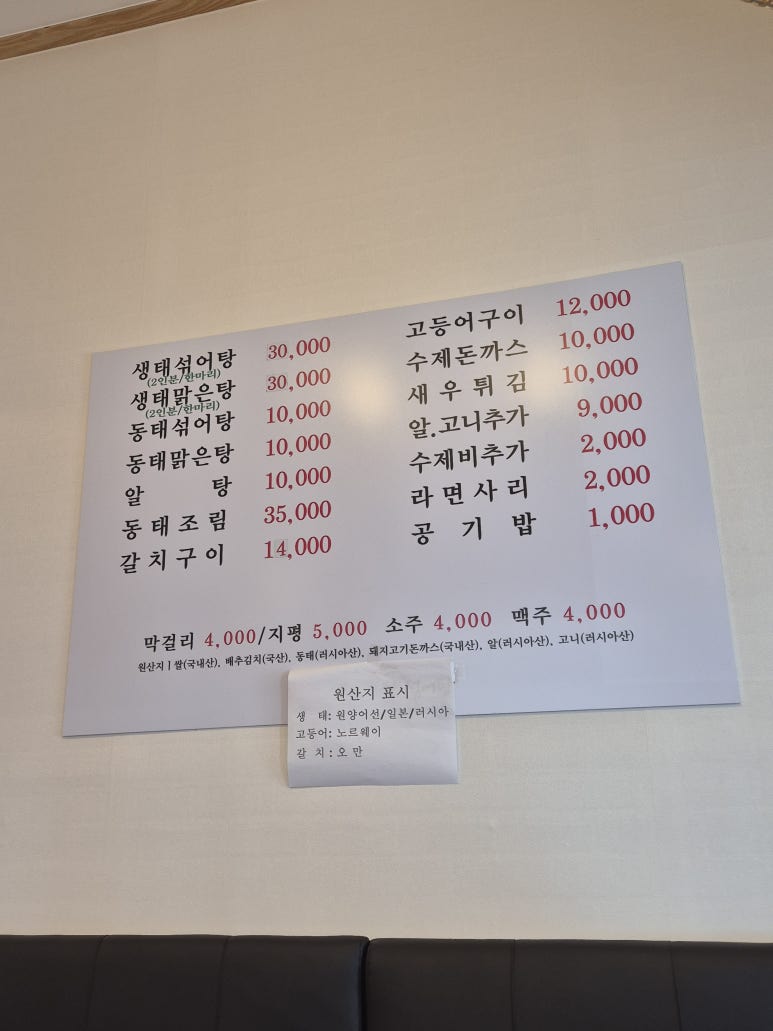 생태섞어탕 30,000
(2인분/한마리)
생태맑은탕 30,000
(2인분/한마리)
동태섞어탕 10,000
동태맑은탕 10,000
알 탕 10,000
동태조림 35,000
갈치구이 14,000
고등어구이 12,000
수제돈까스 10,000
새우튀김 10,000
알.고니추가 9,000
수제비추가 2,000
라면사리 2,000
공기밥 1,000
막걸리 4,000/지평 5,000 소주 4,000 맥주 4,000
원산지ㅣ쌀(국내산), 배추김치(국산), 동태(러시아산), 돼지고기돈까스(국내산), 알(러시아산), 고니(러시아산)
원산지 표시
생 태: 원양어선/일본/러시아
고등어: 노르웨이
갈 치 : 오 만